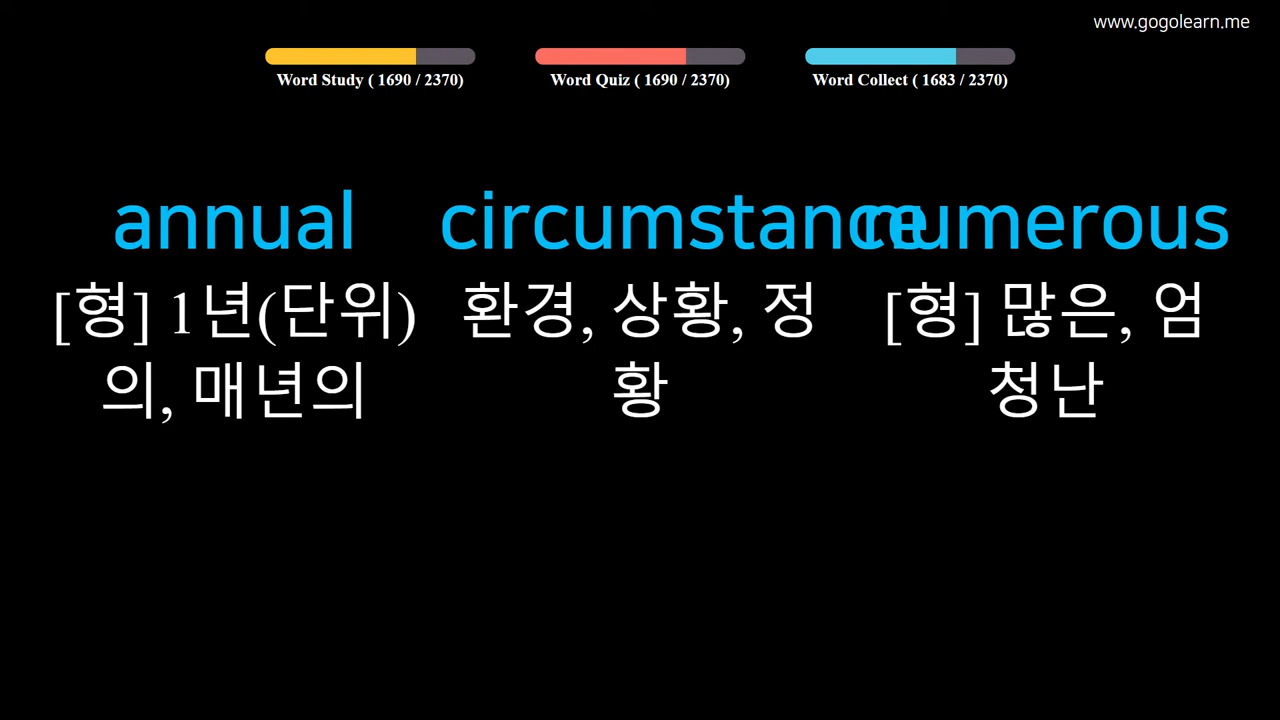 www.gogolearn.me
Word Study ( 1690 / 2370)
Word Quiz ( 1690 / 2370)
Word Collect ( 1683 / 2370)
annual
[형] 1년(단위)
의, 매년의
circumstance
환경, 상황, 정
황
numerous
[형] 많은, 엄
청난